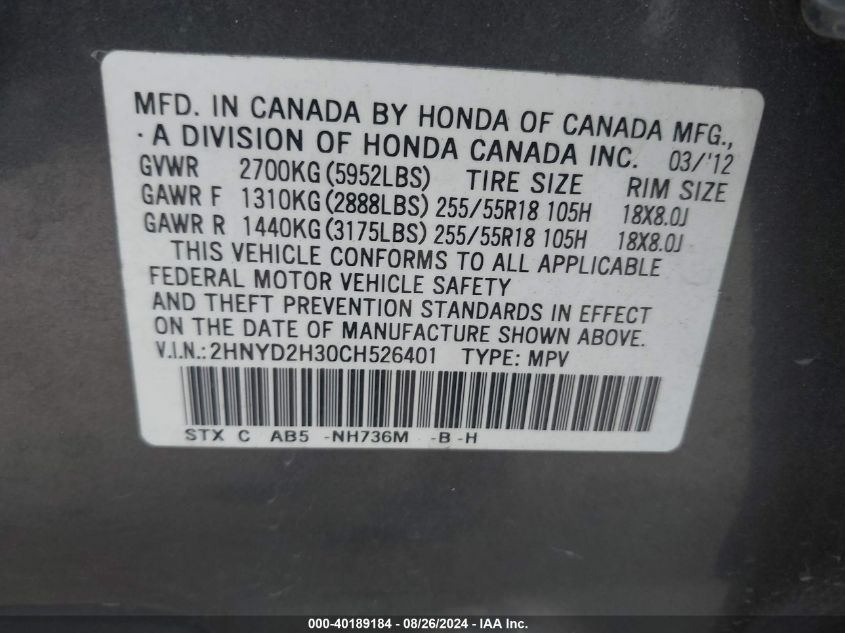 MFD. IN CANADA BY HONDA OF CANADA MFG.,
· A DIVISION OF HONDA CANADA INC. 03/'12
GVWR 2700KG (5952LBS) TIRE SIZE RIM SIZE
GAWR F 1310KG (2888LBS) 255/55R18 105H 18X8.0J
GAWR R 1440KG (3175LBS) 255/55R18 105H 18X8.0J
THIS VEHICLE CONFORMS TO ALL APPLICABLE
FEDERAL MOTOR VEHICLE SAFETY
AND THEFT PREVENTION STANDARDS IN EFFECT
ON THE DATE OF MANUFACTURE SHOWN ABOVE.
V.I.N.:2HNYD2H30CH526401 TYPE: MPV
STX C AB5 -NH736M -B -H
000-40189184 - 08/26/2024 - IAA Inc.